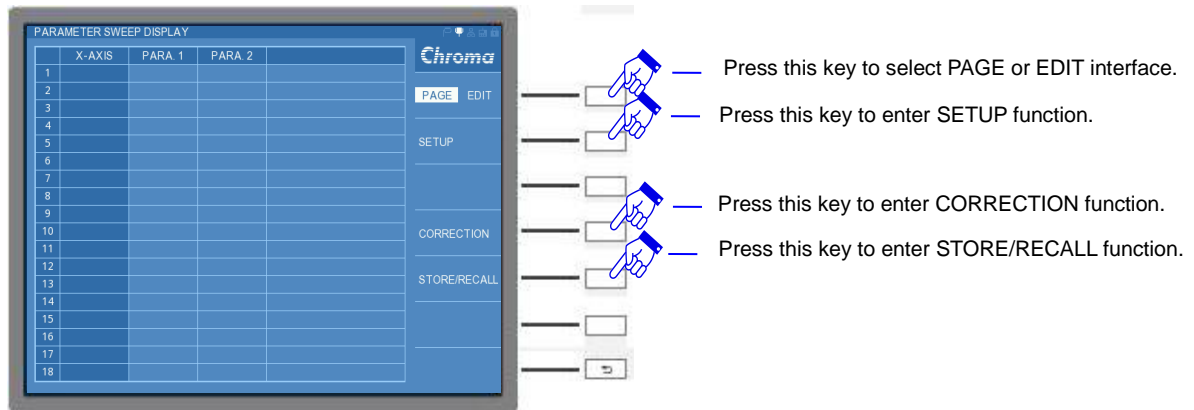 PARAMETER SWEEP DISPLAY
X-AXIS PARA. 1 PARA. 2
1
2
3
4
5
6
7
8
9
10
11
12
13
14
15
16
17
18
Chroma
PAGE EDIT
SETUP
CORRECTION
STORE/RECALL
Press this key to select PAGE or EDIT interface.
Press this key to enter SETUP function.
Press this key to enter CORRECTION function.
Press this key to enter STORE/RECALL function.